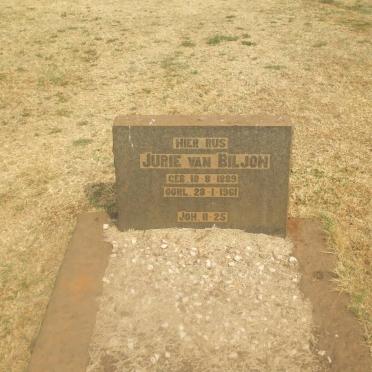 HIER RUS
JURIE VAN BILJON
GEB. 18-8-1889
OORL. 28-1-1961
JOH. 11-25